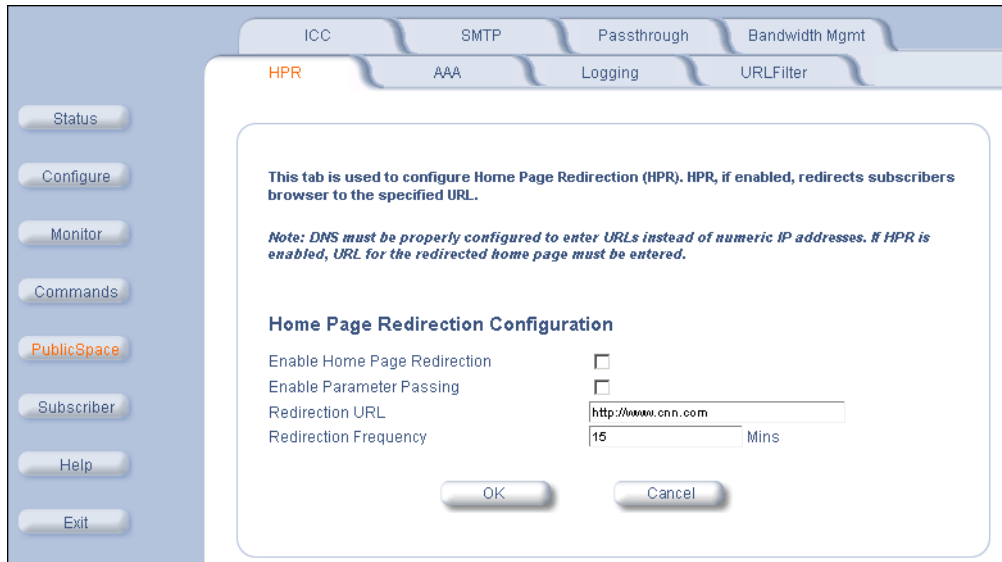 ICC SMTP Passthrough Bandwidth Mgmt
HPR AAA Logging URLFilter
Status
Configure
Monitor
Commands
PublicSpace
Subscriber
Help
Exit
This tab is used to configure Home Page Redirection (HPR). HPR, if enabled, redirects subscribers
browser to the specified URL.
Note: DNS must be properly configured to enter URLs instead of numeric IP addresses. If HPR is
enabled, URL for the redirected home page must be entered.
Home Page Redirection Configuration
Enable Home Page Redirection
Enable Parameter Passing
Redirection URL http://www.cnn.com
Redirection Frequency 15 Mins
OK Cancel